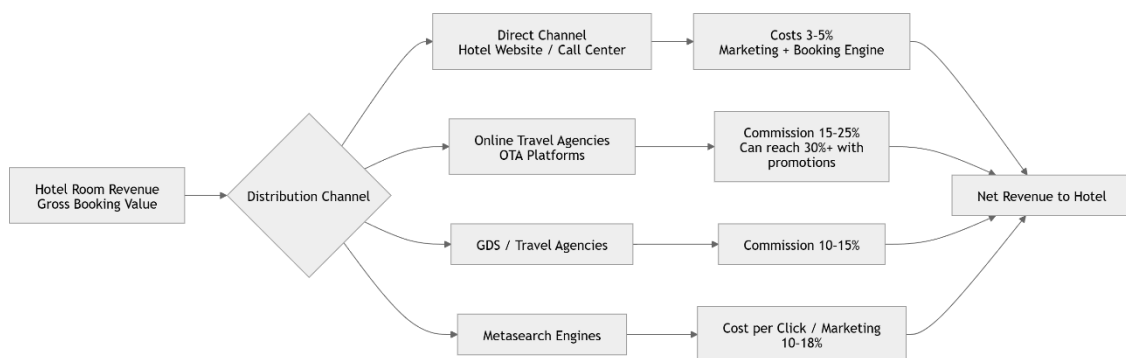 Hotel Room Revenue
Gross Booking Value
Distribution Channel
Direct Channel
Hotel Website / Call Center
Costs 3-5%
Marketing + Booking Engine
Online Travel Agencies
OTA Platforms
Commission 15-25%
Can reach 30%+ with
promotions
GDS / Travel Agencies
Commission 10-15%
Metasearch Engines
Cost per Click / Marketing
10-18%
Net Revenue to Hotel